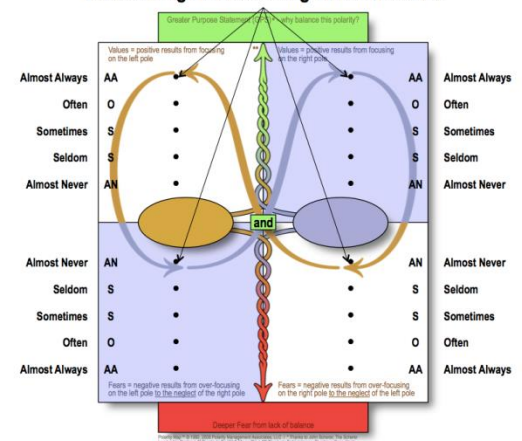 Greater Purpose Statement (GPS)** - why balance this polarity?
Values = positive results from focusing
on the left pole
Values = positive results from focusing
on the right pole
Almost Always AA AA Almost Always
Often O O Often
Sometimes S S Sometimes
Seldom S S Seldom
Almost Never AN AN Almost Never
and
Almost Never AN AN Almost Never
Seldom S S Seldom
Sometimes S S Sometimes
Often O O Often
Almost Always AA AA Almost Always
Fears = negative results from over-focusing
on the left pole to the neglect of the right pole
Fears = negative results from over-focusing
on the right pole to the neglect of the left pole
Deeper Fear from lack of balance